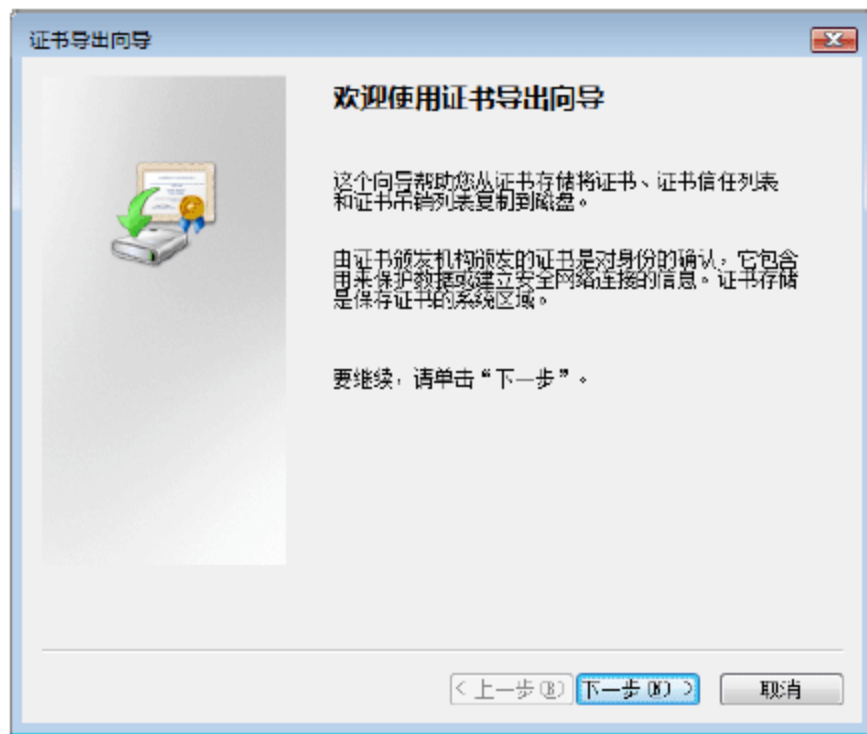 证书导出向导
欢迎使用证书导出向导
这个向导帮助您从证书存储将证书、证书信任列表
和证书吊销列表复制到磁盘。
由证书颁发机构颁发的证书是对身份的确认，它包含
用来保护数据或建立安全网络连接的信息。证书存储
是保存证书的系统区域。
要继续，请单击“下一步”。
< 上一步(B)
下一步(N) >
取消